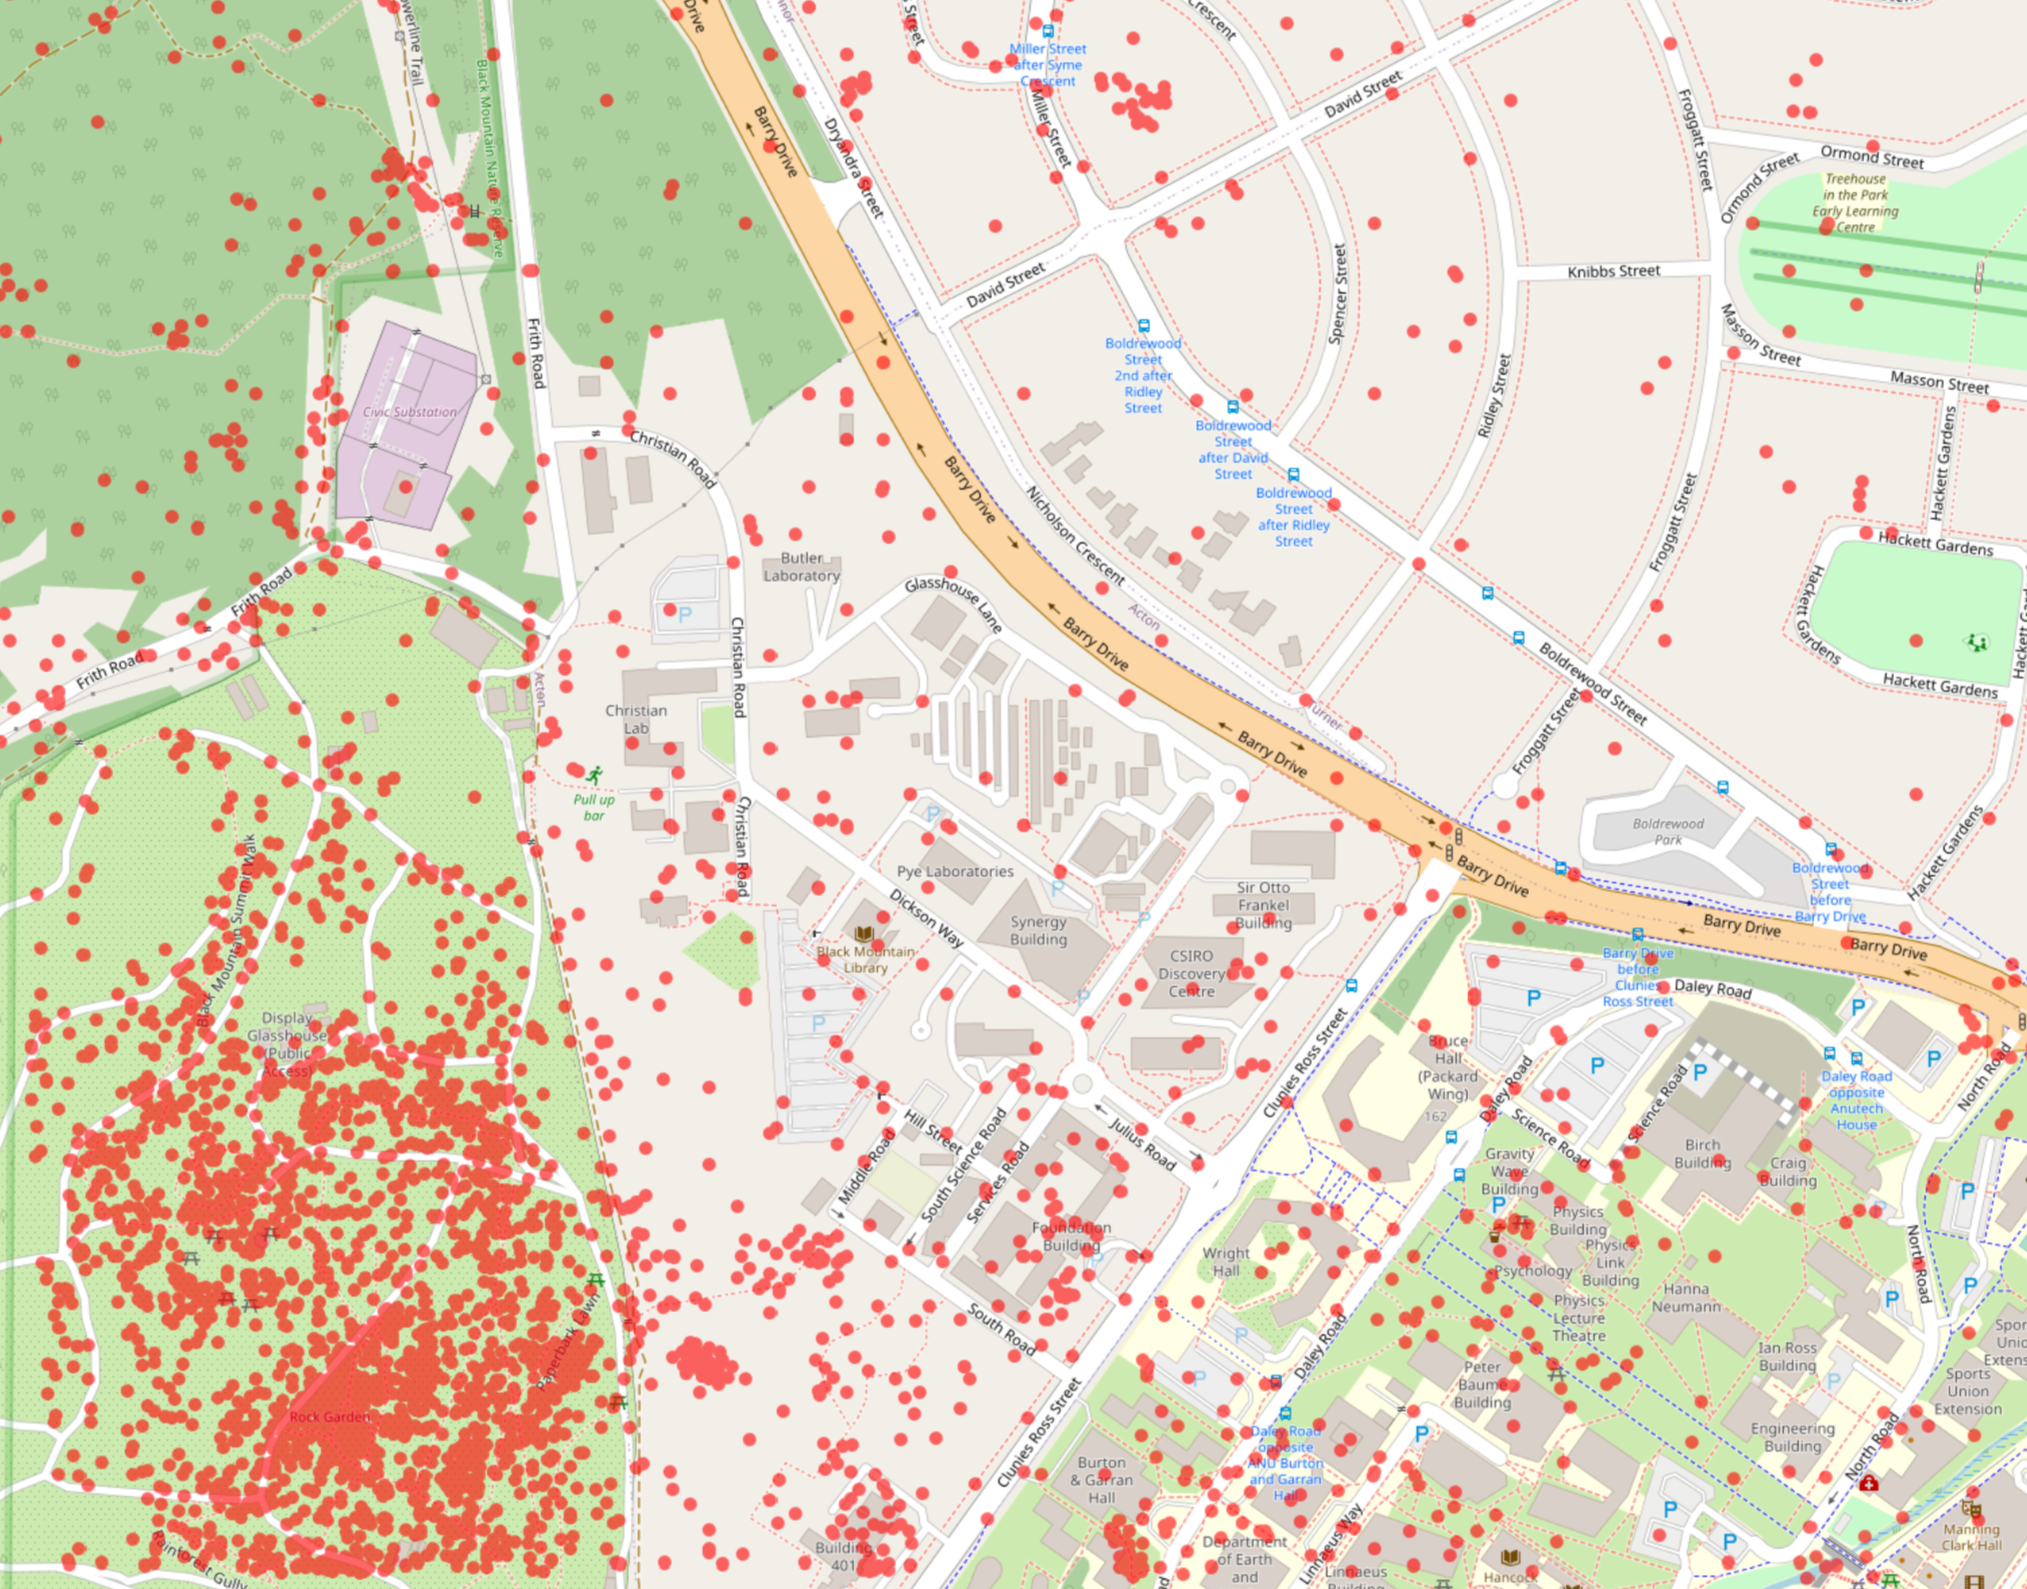 Drive
Street
Crescent
Powerline Trail
Black Mountain Nature Reserve
Miller Street
after Syme
Crescent
Miller Street
David Street
Barry Drive
Dryandra Street
Froggatt Street
Ormond Street
Ormond Street
Treehouse
in the Park
Early Learning
Centre
Knibbs Street
David Street
Spencer Street
Frith Road
Boldrewood
Street
2nd after
Ridley
Street
Masson Street
Masson Street
Civic Substation
Christian Road
Boldrewood
Street
after David
Street
Ridley Street
Hackett Gardens
Barry Drive
Nicholson Crescent
Boldrewood
Street
after Ridley
Street
Froggatt Street
Hackett Gardens
Butler
Laboratory
Glasshouse Lane
Frith Road
P
Acton
Barry Drive
Hackett Gardens
Christian Road
Frith Road
Acton
Boldrewood Street
Hackett Gardens
Christian
Lab
Turner
Froggatt Street
Barry Drive
Pull up
bar
P
Christian Road
Boldrewood
Park
Hackett Gardens
Black Mountain Summit Walk
Pye Laboratories
P
Barry Drive
Boldrewood
Street
before
Barry Drive
Dickson Way
Sir Otto
Frankel
Building
Synergy
Building
P
Barry Drive
Barry Drive
Black Mountain
Library
CSIRO
Discovery
Centre
Barry Drive
before
Clunies
Ross Street
Daley Road
P
P
P
P
Display
Glasshouse
(Public
Access)
Clunies Ross Street
Bruce
Hall
(Packard
Wing)
162
P
P
P
Daley Road
opposite
Anutech
House
North Road
Daley Road
Science Road
Science Road
Hill Street
Julius Road
Middle Road
South Science Road
Services Road
Birch
Building
Craig
Building
Gravity
Wave
Building
P
P
P
Physics
Building
Foundation
Building
P
Wright
Hall
Physics
Link
Building
Psychology
Hanna
Neumann
North Road
P
P
Paperbark Lawn
South Road
Physics
Lecture
Theatre
P
Daley Road
Ian Ross
Building
Peter
Baume
Building
P
P
Sports
Union
Extension
Rock Garden
Clunies Ross Street
Daley Road
opposite
ANU Burton
and Garran
Hall
P
Engineering
Building
North Road
Burton
& Garran
Hall
P
P
Linnaeus Way
Manning
Clark Hall
Rainforest Gully
Building
401
Department
of Earth
and
Linnaeus
Building
Hancock